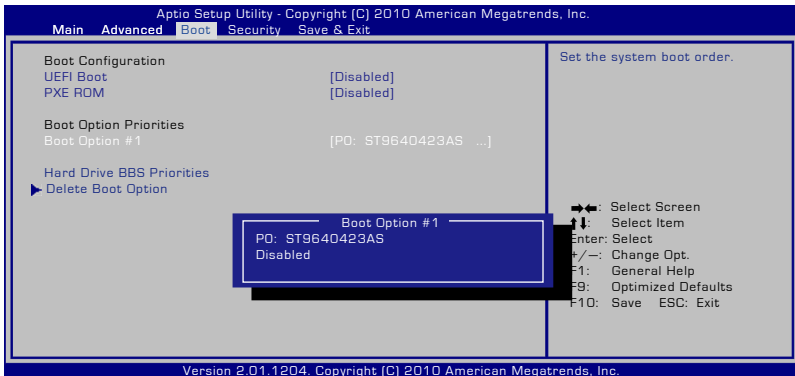 Aptio Setup Utility - Copyright (C) 2010 American Megatrends, Inc.
Main Advanced Boot Security Save & Exit
Boot Configuration
UEFI Boot [Disabled]
PXE ROM [Disabled]
Boot Option Priorities
Boot Option #1 [P0: ST9640423AS ...]
Hard Drive BBS Priorities
Delete Boot Option
Boot Option #1
P0: ST9640423AS
Disabled
Set the system boot order.
: Select Screen
: Select Item
Enter: Select
+/-: Change Opt.
F1: General Help
F9: Optimized Defaults
F10: Save ESC: Exit
Version 2.01.1204. Copyright (C) 2010 American Megatrends, Inc.